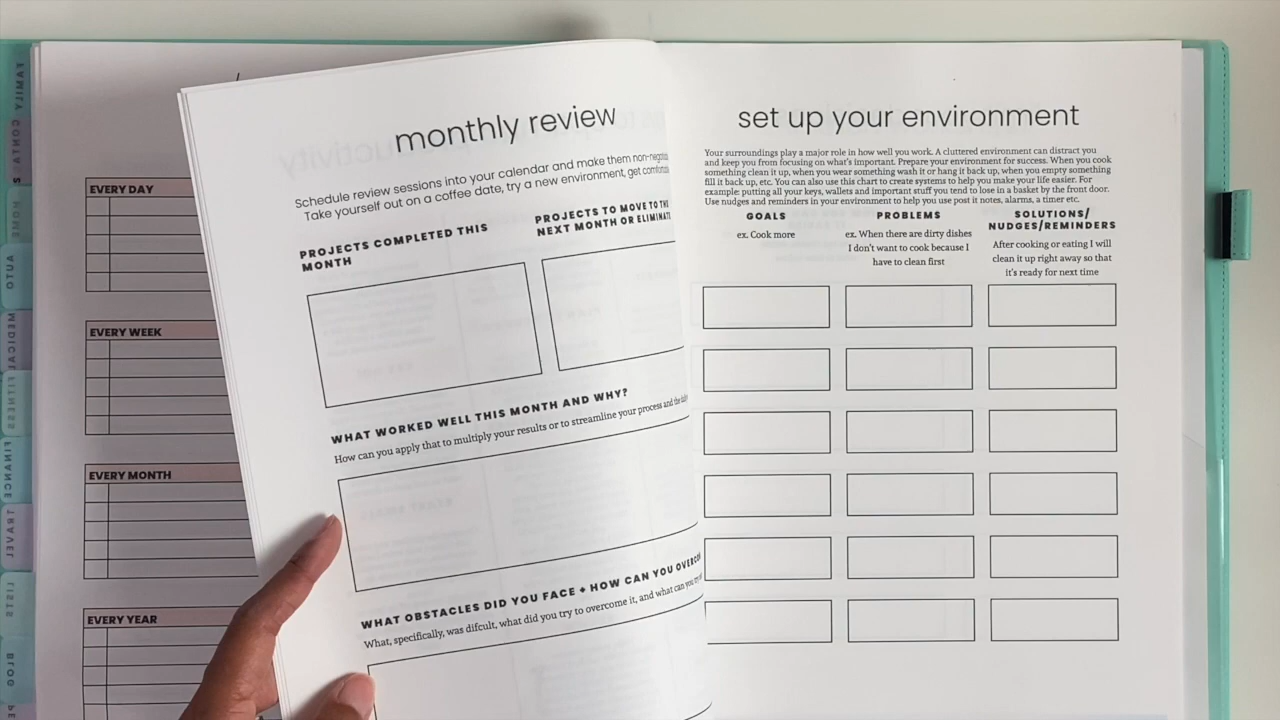 FAMILY
CONTA
S
HOME
AUTO
MEDICAL
FITNESS
FINANCE
TRAVEL
LISTS
BLOG
EVERY DAY
EVERY WEEK
EVERY MONTH
EVERY YEAR
monthly review
Schedule review sessions into your calendar and make them
Take yourself out on a coffee date, try a new environment, get
PROJECTS COMPLETED THIS
MONTH
PROJECTS TO MOVE TO THE
NEXT MONTH OR ELIMINAT
WHAT WORKED WELL THIS MONTH AND WHY?
How can you apply that to multiply your results or to streamline your process and the
WHAT OBSTACLES DID YOU FACE + HOW CAN YOU OVERCOM
What, specifically, was difcult, what did you try to overcome it, and what can you
set up your environment
Your surroundings play a major role in how well you work. A cluttered environment can distract you
and keep you from focusing on what's important. Prepare your environment for success. When you cook
something clean it up, when you wear something wash it or hang it back up, when you empty something
fill it back up, etc. You can also use this chart to create systems to help you make your life easier. For
example: putting all your keys, wallets and important stuff you tend to lose in a basket by the front door.
Use nudges and reminders in your environment to help you use post it notes, alarms, a timer etc.
GOALS
ex. Cook more
PROBLEMS
ex. When there are dirty dishes
I don't want to cook because I
have to clean first
SOLUTIONS/
NUDGES/REMINDERS
After cooking or eating I will
clean it up right away so that
it's ready for next time